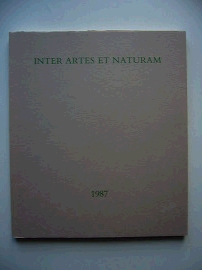 INTER ARTES ET NATURAM
1987